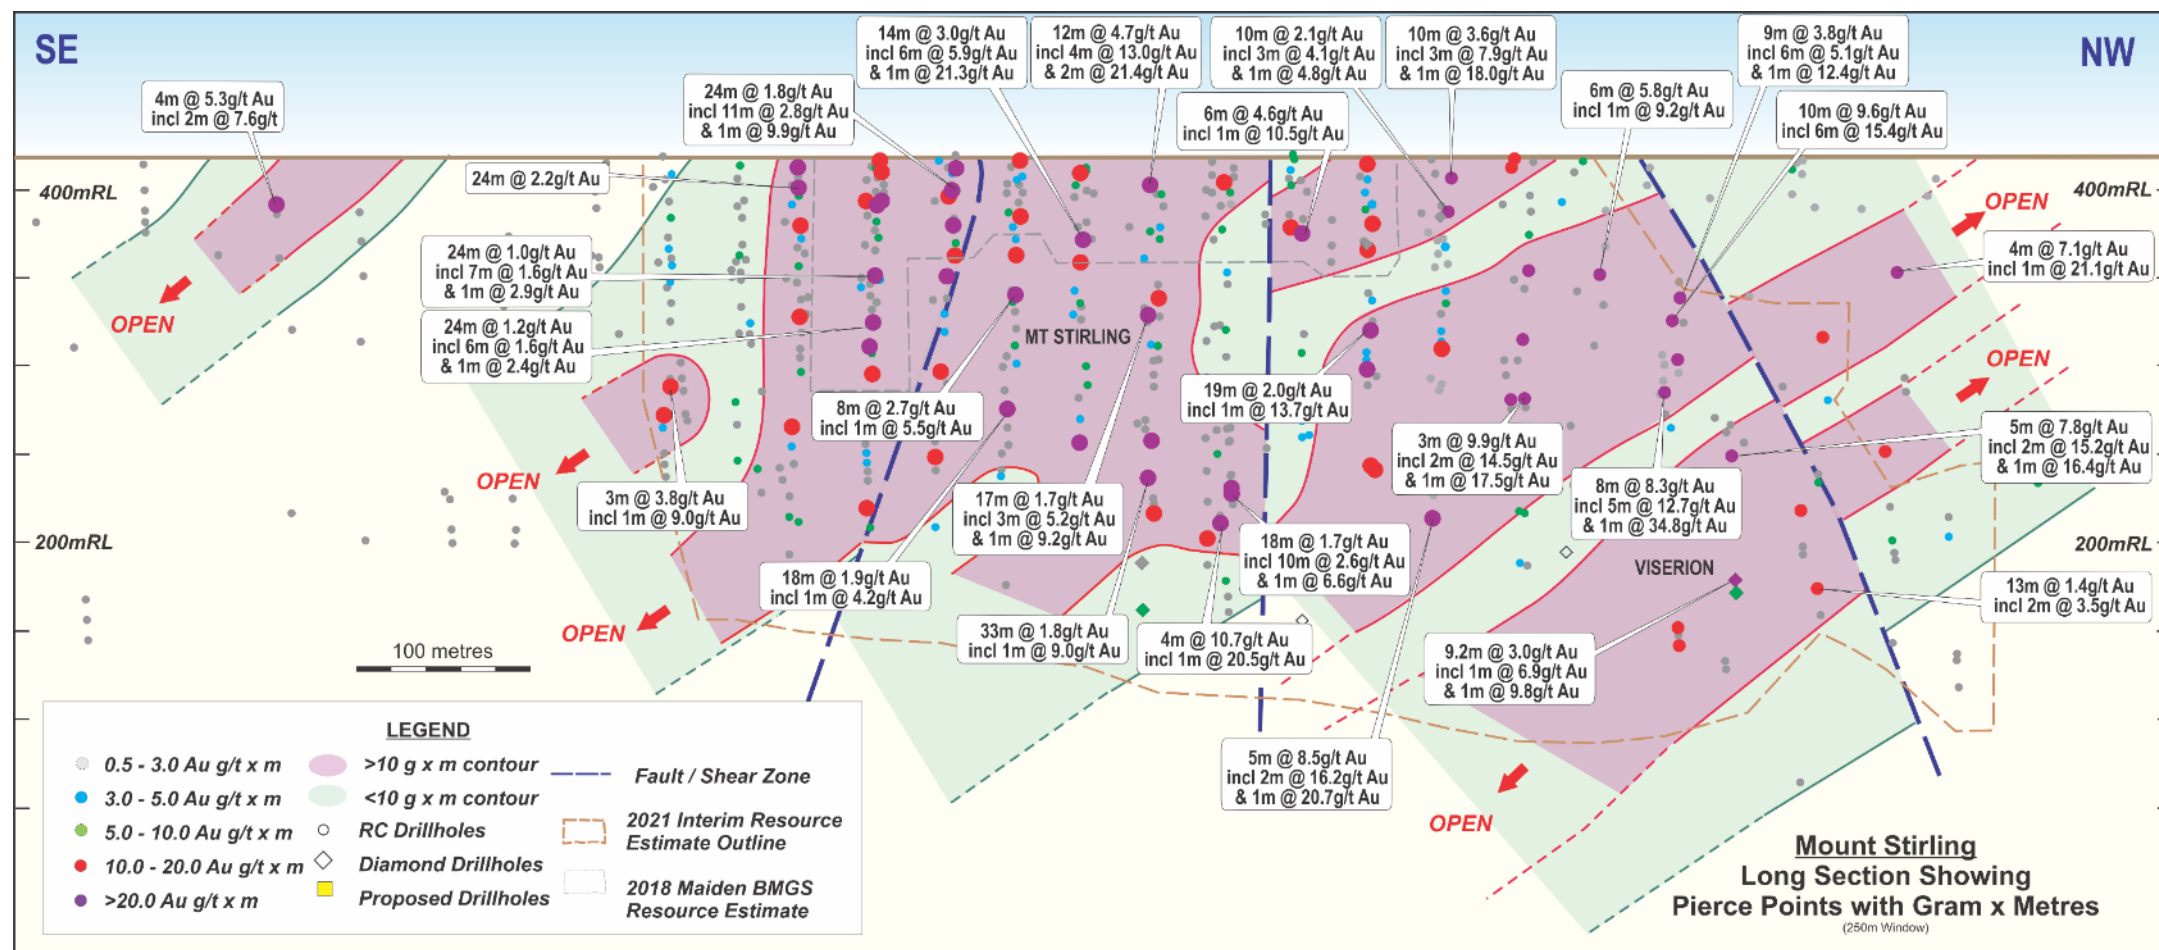 SE
NW
4m @ 5.3g/t Au
incl 2m @ 7.6g/t
24m @ 1.8g/t Au
incl 11m @ 2.8g/t Au
& 1m @ 9.9g/t Au
14m @ 3.0g/t Au
incl 6m @ 5.9g/t Au
& 1m @ 21.3g/t Au
12m @ 4.7g/t Au
incl 4m @ 13.0g/t Au
& 2m @ 21.4g/t Au
10m @ 2.1g/t Au
incl 3m @ 4.1g/t Au
& 1m @ 4.8g/t Au
10m @ 3.6g/t Au
incl 3m @ 7.9g/t Au
& 1m @ 18.0g/t Au
6m @ 4.6g/t Au
incl 1m @ 10.5g/t Au
6m @ 5.8g/t Au
incl 1m @ 9.2g/t Au
9m @ 3.8g/t Au
incl 6m @ 5.1g/t Au
& 1m @ 12.4g/t Au
10m @ 9.6g/t Au
incl 6m @ 15.4g/t Au
400mRL
24m @ 2.2g/t Au
400mRL
OPEN
4m @ 7.1g/t Au
incl 1m @ 21.1g/t Au
24m @ 1.0g/t Au
incl 7m @ 1.6g/t Au
& 1m @ 2.9g/t Au
OPEN
24m @ 1.2g/t Au
incl 6m @ 1.6g/t Au
& 1m @ 2.4g/t Au
MT STIRLING
OPEN
19m @ 2.0g/t Au
incl 1m @ 13.7g/t Au
8m @ 2.7g/t Au
incl 1m @ 5.5g/t Au
3m @ 9.9g/t Au
incl 2m @ 14.5g/t Au
& 1m @ 17.5g/t Au
5m @ 7.8g/t Au
incl 2m @ 15.2g/t Au
& 1m @ 16.4g/t Au
OPEN
3m @ 3.8g/t Au
incl 1m @ 9.0g/t Au
17m @ 1.7g/t Au
incl 3m @ 5.2g/t Au
& 1m @ 9.2g/t Au
8m @ 8.3g/t Au
incl 5m @ 12.7g/t Au
& 1m @ 34.8g/t Au
200mRL
200mRL
18m @ 1.7g/t Au
incl 10m @ 2.6g/t Au
& 1m @ 6.6g/t Au
VISERION
18m @ 1.9g/t Au
incl 1m @ 4.2g/t Au
13m @ 1.4g/t Au
incl 2m @ 3.5g/t Au
OPEN
33m @ 1.8g/t Au
incl 1m @ 9.0g/t Au
4m @ 10.7g/t Au
incl 1m @ 20.5g/t Au
9.2m @ 3.0g/t Au
incl 1m @ 6.9g/t Au
& 1m @ 9.8g/t Au
100 metres
5m @ 8.5g/t Au
incl 2m @ 16.2g/t Au
& 1m @ 20.7g/t Au
OPEN
LEGEND
0.5 - 3.0 Au g/t x m
3.0 - 5.0 Au g/t x m
5.0 - 10.0 Au g/t x m
10.0 - 20.0 Au g/t x m
>20.0 Au g/t x m
>10 g x m contour
<10 g x m contour
RC Drillholes
Diamond Drillholes
Proposed Drillholes
Fault / Shear Zone
2021 Interim Resource
Estimate Outline
2018 Maiden BMGS
Resource Estimate
Mount Stirling
Long Section Showing
Pierce Points with Gram x Metres
(250m Window)